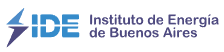 IDE
Instituto de Energía
de Buenos Aires